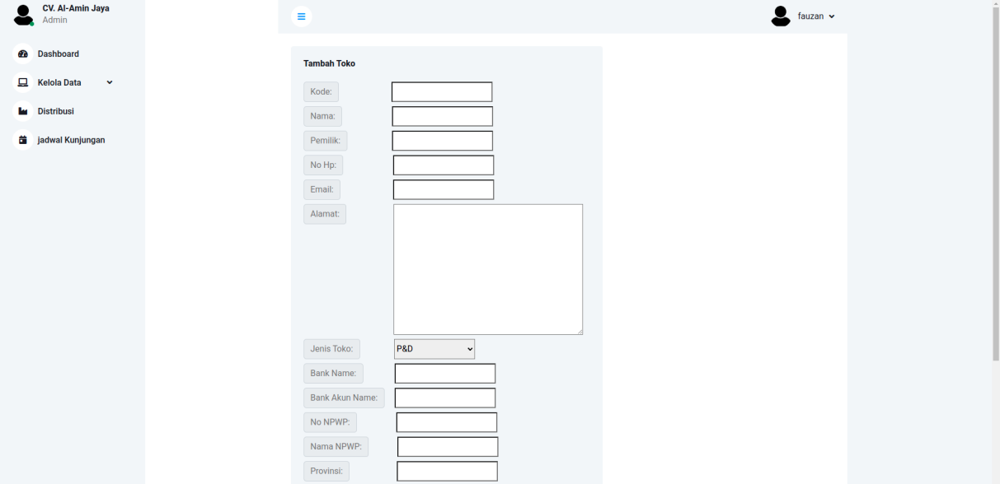 CV. Al-Amin Jaya
Admin
Dashboard
Kelola Data
Distribusi
jadwal Kunjungan
fauzan
Tambah Toko
Kode:
Nama:
Pemilik:
No Hp:
Email:
Alamat:
Jenis Toko: P&D
Bank Name:
Bank Akun Name:
No NPWP:
Nama NPWP:
Provinsi: